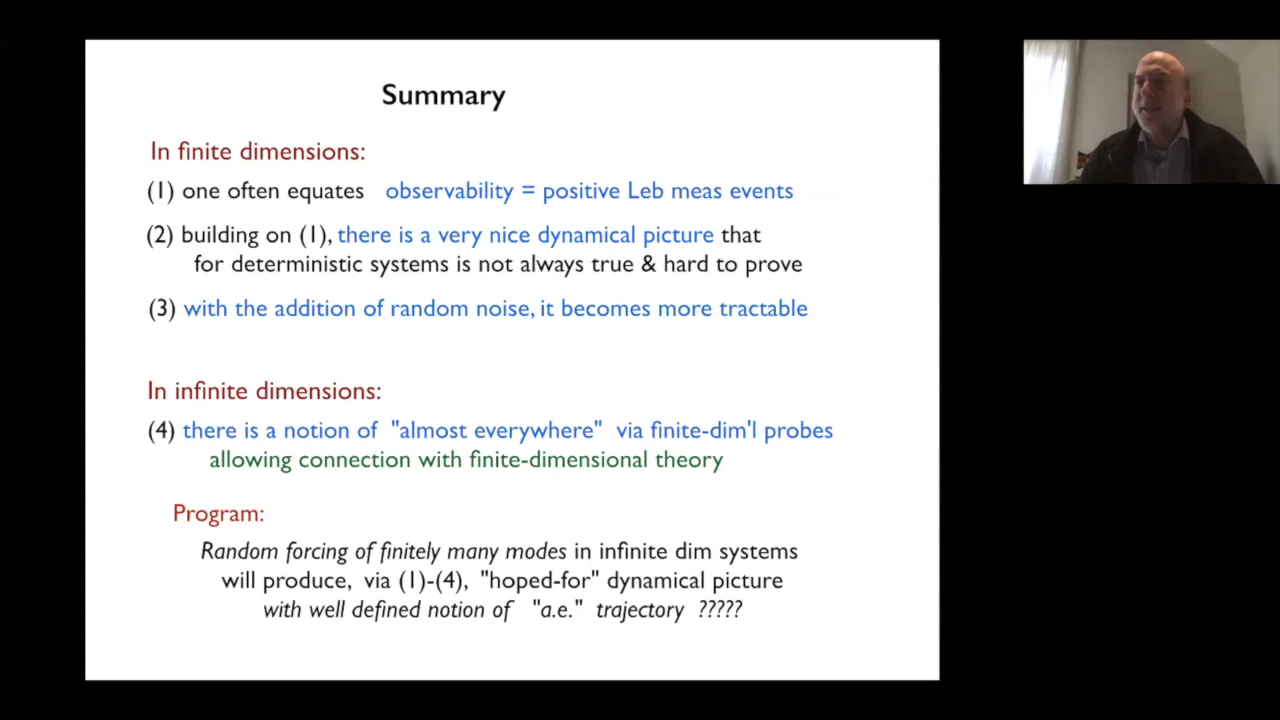 Summary
In finite dimensions:
(1) one often equates observability = positive Leb meas events
(2) building on (1), there is a very nice dynamical picture that
for deterministic systems is not always true & hard to prove
(3) with the addition of random noise, it becomes more tractable
In infinite dimensions:
(4) there is a notion of "almost everywhere" via finite-dim'l probes
allowing connection with finite-dimensional theory
Program:
Random forcing of finitely many modes in infinite dim systems
will produce, via (1)-(4), "hoped-for" dynamical picture
with well defined notion of "a.e." trajectory ?????